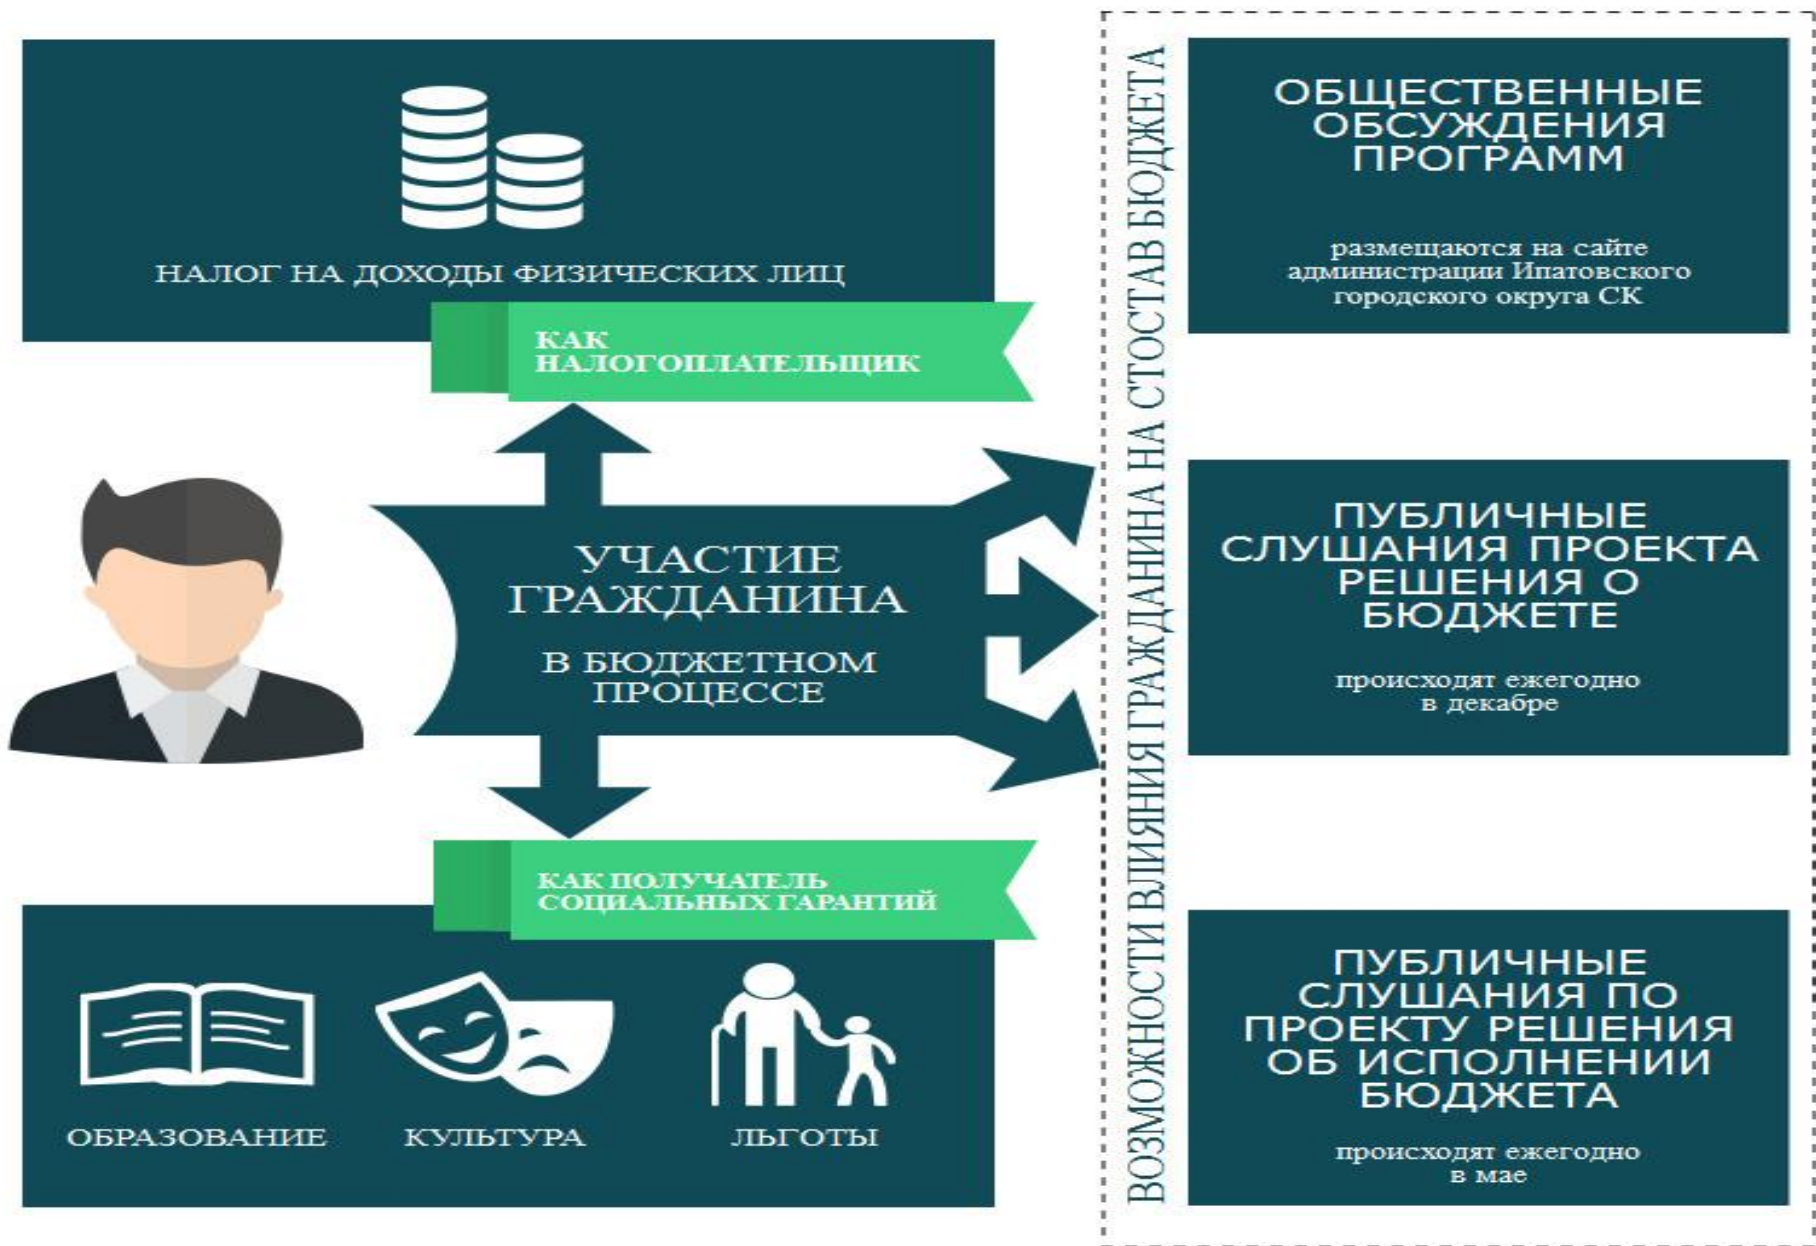 НАЛОГ НА ДОХОДЫ ФИЗИЧЕСКИХ ЛИЦ
КАК
НАЛОГОПЛАТЕЛЬЩИК
УЧАСТИЕ
ГРАЖДАНИНА
В БЮДЖЕТНОМ
ПРОЦЕССЕ
КАК ПОЛУЧАТЕЛЬ
СОЦИАЛЬНЫХ ГАРАНТИЙ
ОБРАЗОВАНИЕ
КУЛЬТУРА
ЛЬГОТЫ
ВОЗМОЖНОСТИ ВЛИЯНИЯ ГРАЖДАНИНА НА СТОСТАВ БЮДЖЕТА
ОБЩЕСТВЕННЫЕ
ОБСУЖДЕНИЯ
ПРОГРАММ
размещаются на сайте
администрации Ипатовского
городского округа СК
ПУБЛИЧНЫЕ
СЛУШАНИЯ ПРОЕКТА
РЕШЕНИЯ О
БЮДЖЕТЕ
происходят ежегодно
в декабре
ПУБЛИЧНЫЕ
СЛУШАНИЯ ПО
ПРОЕКТУ РЕШЕНИЯ
ОБ ИСПОЛНЕНИИ
БЮДЖЕТА
происходят ежегодно
в мае